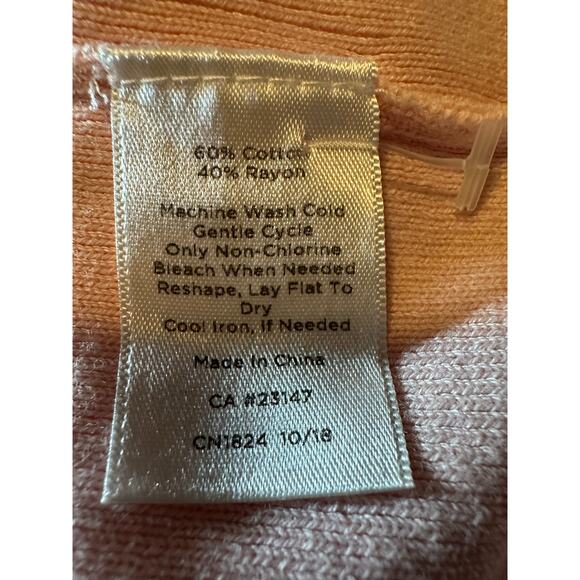 60% Cotton
40% Rayon
Machine Wash Cold
Gentle Cycle
Only Non-Chlorine
Bleach When Needed
Reshape, Lay Flat To
Dry
Cool Iron, If Needed
Made In China
CA #23147
CN1824 10/18